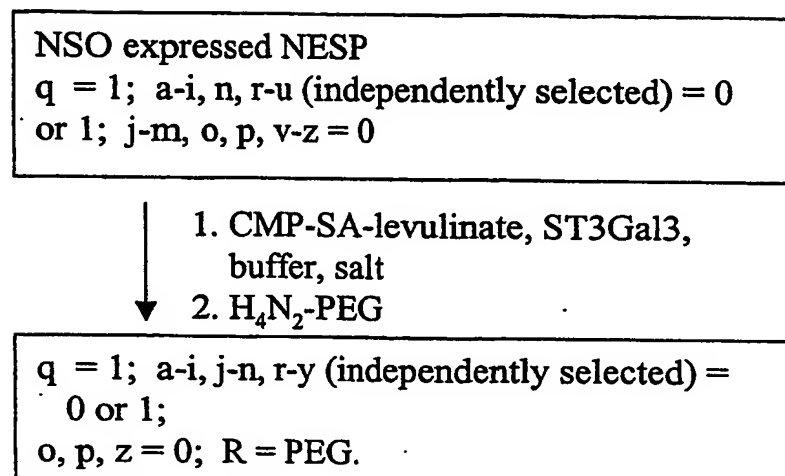 NSO expressed NESP
q = 1; a-i, n, r-u (independently selected) = 0
or 1; j-m, o, p, v-z = 0
1. CMP-SA-levulinate, ST3Gal3,
buffer, salt
2. H₄N₂-PEG
q = 1; a-i, j-n, r-y (independently selected) =
0 or 1;
o, p, z = 0; R = PEG.